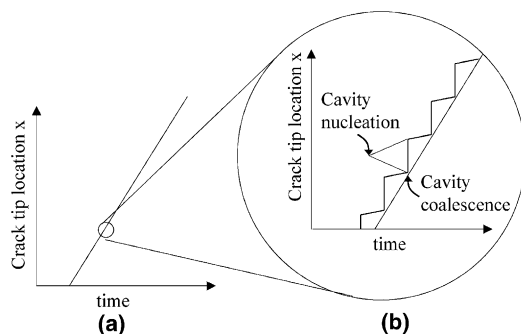 Crack tip location x
time
(a)
Crack tip location x
Cavity
nucleation
Cavity
coalescence
time
(b)